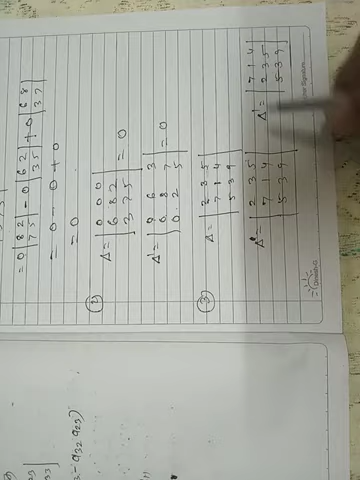 = 0 |8 2| - 0 |6 2| + 0 |6 8|
|7 5| |3 5| |3 7|
= 0 - 0 + 0
= 0
(2) Δ = |0 0 0|
|6 8 2| = 0
|3 7 5|
Δ' = |0 6 3|
|0 8 7| = 0
|0 2 5|
(3) Δ = |2 3 5|
|7 1 4|
|5 3 9|
Δ' = |2 3 5| Δ' = |7 1 4|
|7 1 4| |2 3 5|
|5 3 9| |5 3 9|
3 - a32 a23)